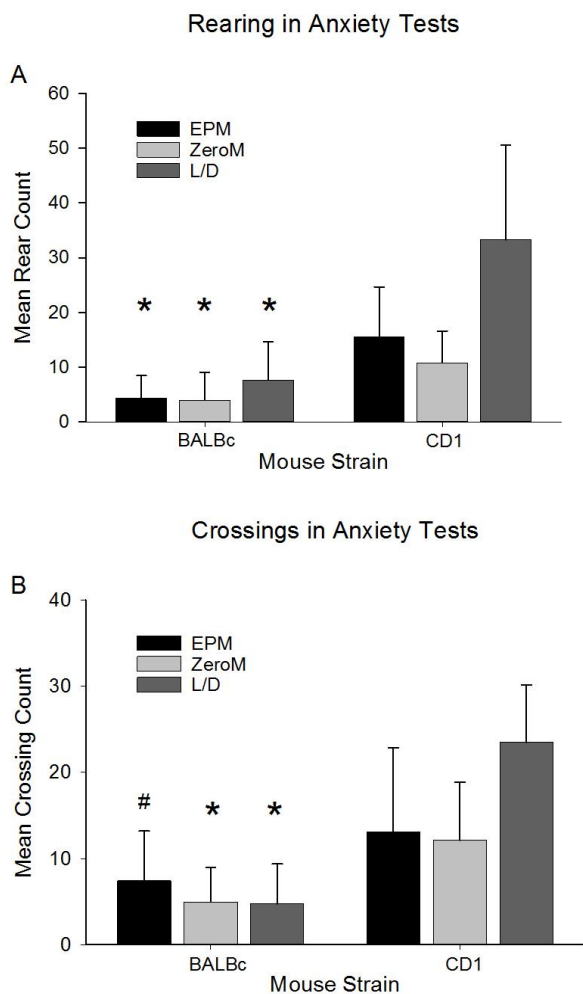 Rearing in Anxiety Tests
A
60
50
40
30
20
10
0
Mean Rear Count
EPM
ZeroM
L/D
* * *
BALBc CD1
Mouse Strain
Crossings in Anxiety Tests
B
40
30
20
10
0
Mean Crossing Count
EPM
ZeroM
L/D
# * *
BALBc CD1
Mouse Strain